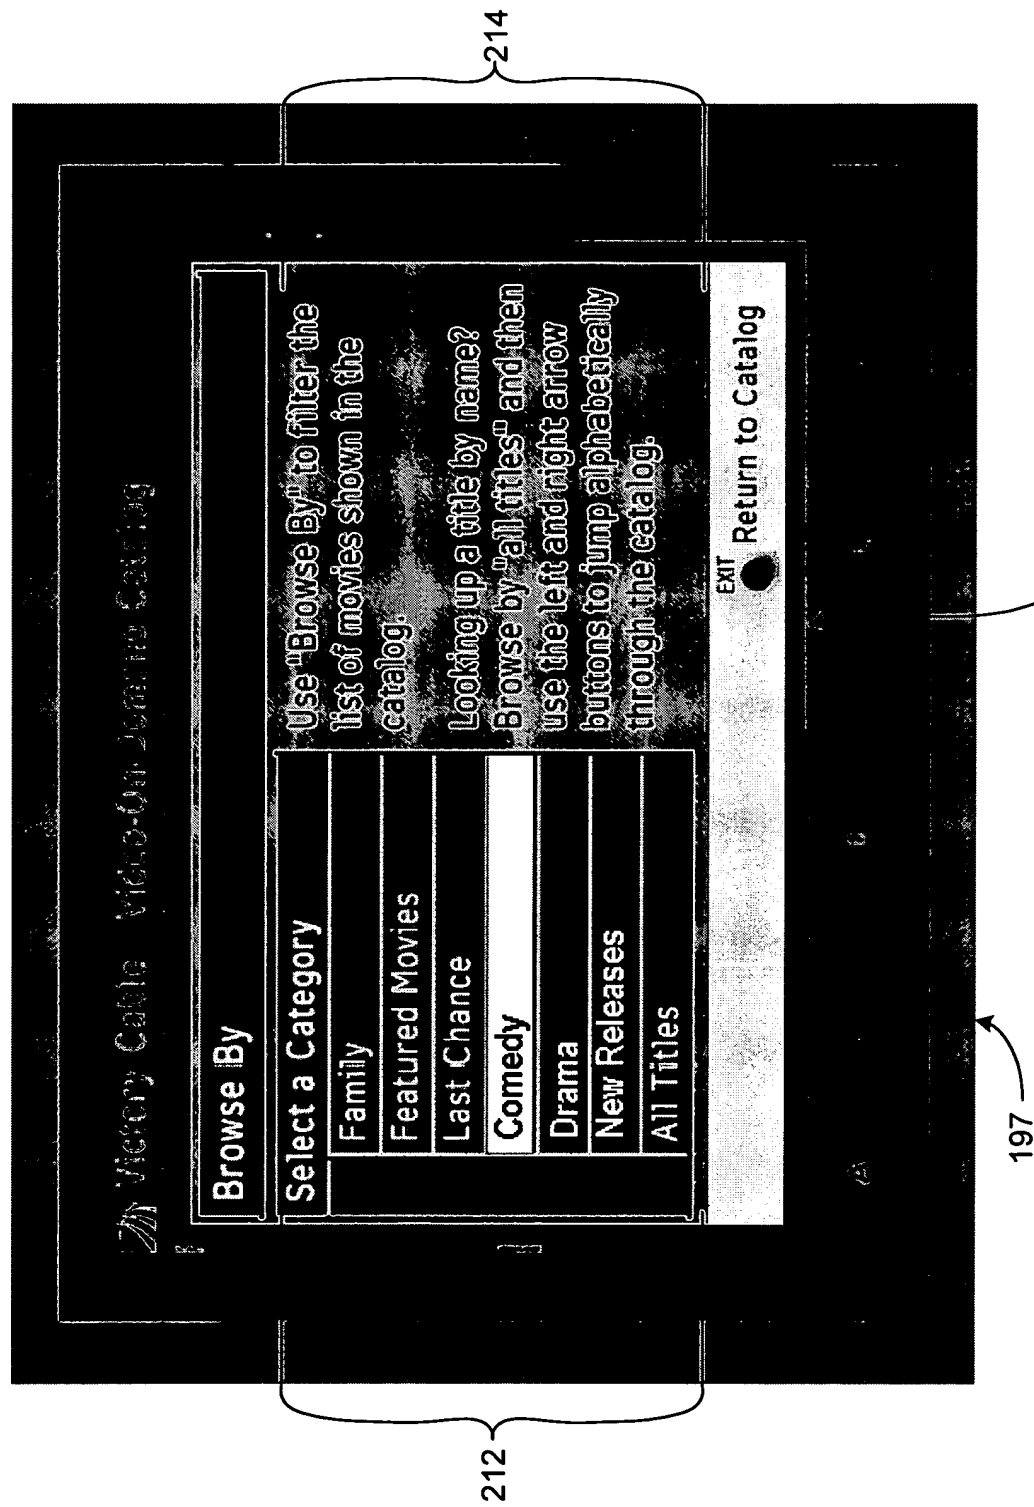 Victory Cable Video-On-Demand Catalog
Browse By
Select a Category
Family
Featured Movies
Last Chance
Comedy
Drama
New Releases
All Titles
Use "Browse By" to filter the
list of movies shown in the
catalog.
Looking up a title by name?
Browse by "all titles" and then
use the left and right arrow
buttons to jump alphabetically
through the catalog.
EXIT
Return to Catalog
212
214
197